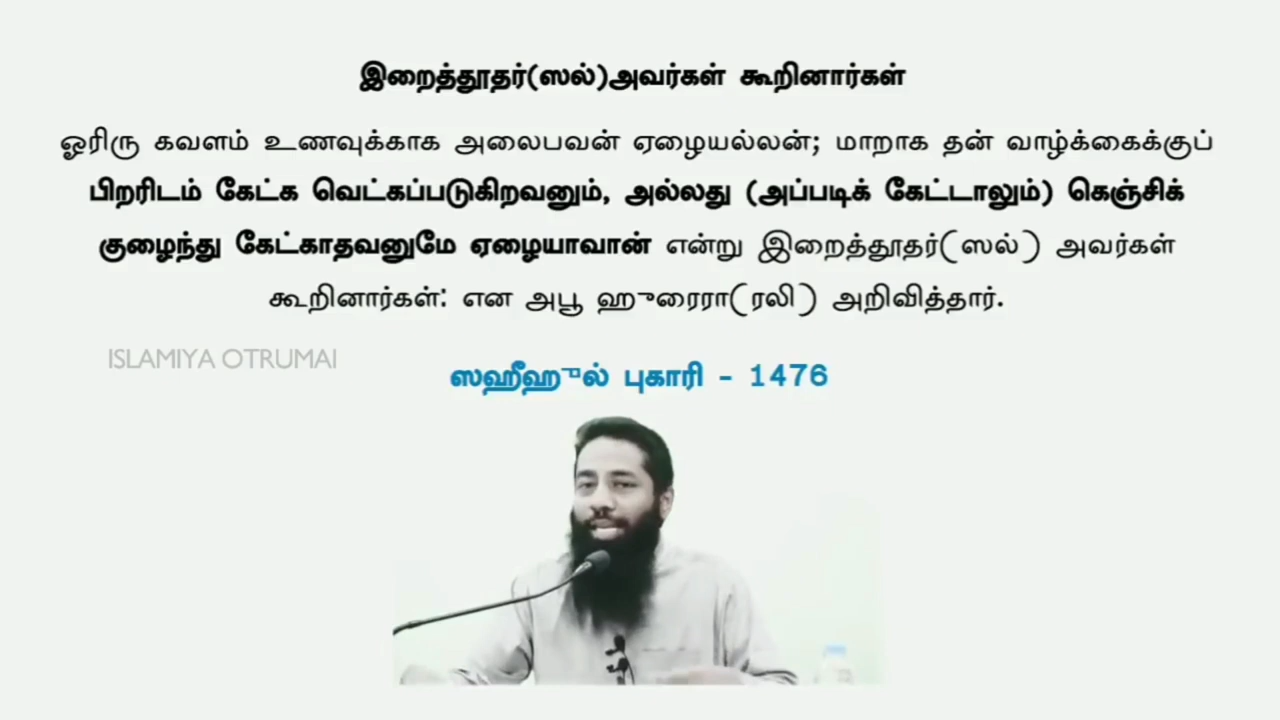 இறைத்தூதர்(ஸல்)அவர்கள் கூறினார்கள்
ஓரிரு கவளம் உணவுக்காக அலைபவன் ஏழையல்லன்; மாறாக தன் வாழ்க்கைக்குப்
பிறரிடம் கேட்க வெட்கப்படுகிறவனும், அல்லது (அப்படிக் கேட்டாலும்) கெஞ்சிக்
குழைந்து கேட்காதவனுமே ஏழையாவான் என்று இறைத்தூதர்(ஸல்) அவர்கள்
கூறினார்கள்: என அபூ ஹுரைரா(ரலி) அறிவித்தார்.
ISLAMIYA OTRUMAI
ஸஹீஹுல் புகாரி - 1476